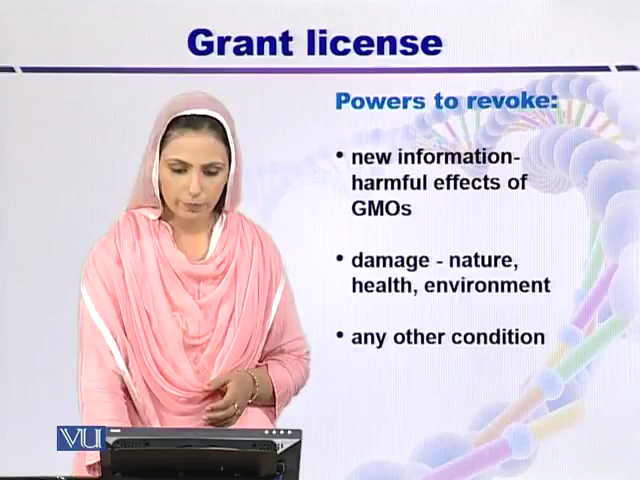 Grant license
Powers to revoke:
• new information-
harmful effects of
GMOs
• damage - nature,
health, environment
• any other condition
VU